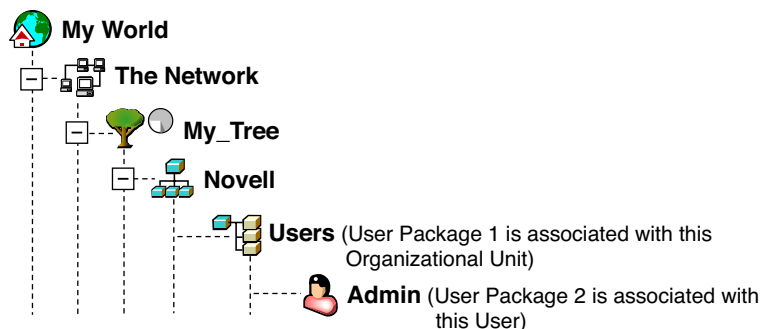 My World
The Network
My_Tree
Novell
Users (User Package 1 is associated with this
Organizational Unit)
Admin (User Package 2 is associated with
this User)